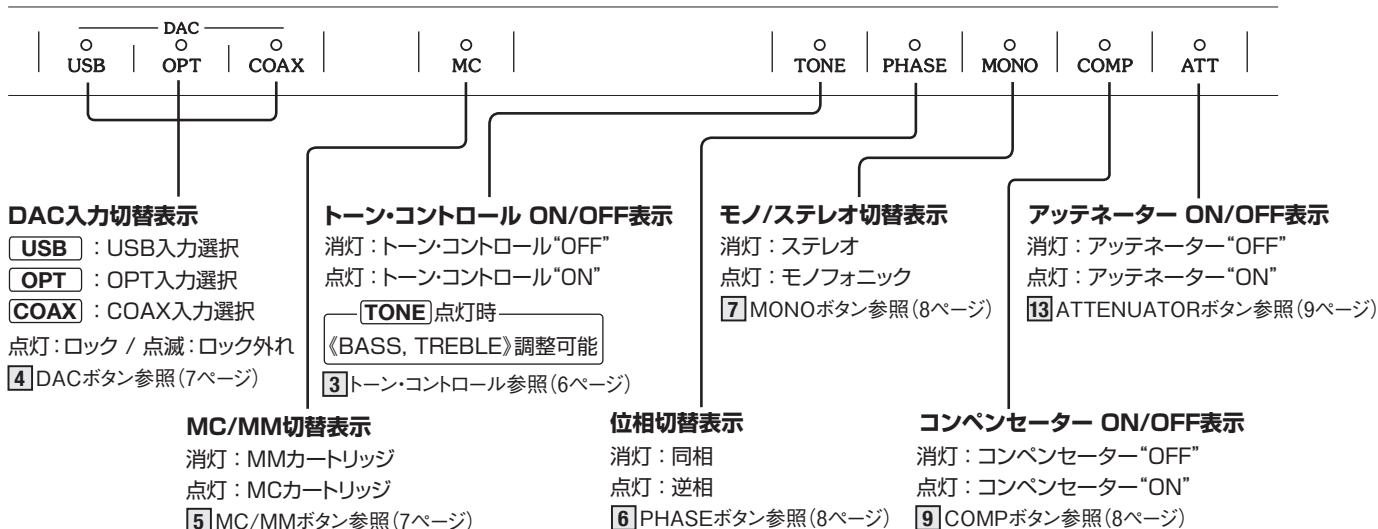 DAC
USB OPT COAX MC TONE PHASE MONO COMP ATT
DAC入力切替表示
USB：USB入力選択
OPT：OPT入力選択
COAX：COAX入力選択
点灯：ロック / 点滅：ロック外れ
4 DACボタン参照（7ページ）
トーン・コントロール ON/OFF表示
消灯：トーン・コントロール“OFF”
点灯：トーン・コントロール“ON”
TONE 点灯時
《BASS, TREBLE》調整可能
3 トーン・コントロール参照（6ページ）
モノ/ステレオ切替表示
消灯：ステレオ
点灯：モノフォニック
7 MONOボタン参照（8ページ）
アッテネーター ON/OFF表示
消灯：アッテネーター“OFF”
点灯：アッテネーター“ON”
13 ATTENUATORボタン参照（9ページ）
MC/MM切替表示
消灯：MMカートリッジ
点灯：MCカートリッジ
5 MC/MMボタン参照（7ページ）
位相切替表示
消灯：同相
点灯：逆相
6 PHASEボタン参照（8ページ）
コンペンセーター ON/OFF表示
消灯：コンペンセーター“OFF”
点灯：コンペンセーター“ON”
9 COMPボタン参照（8ページ）